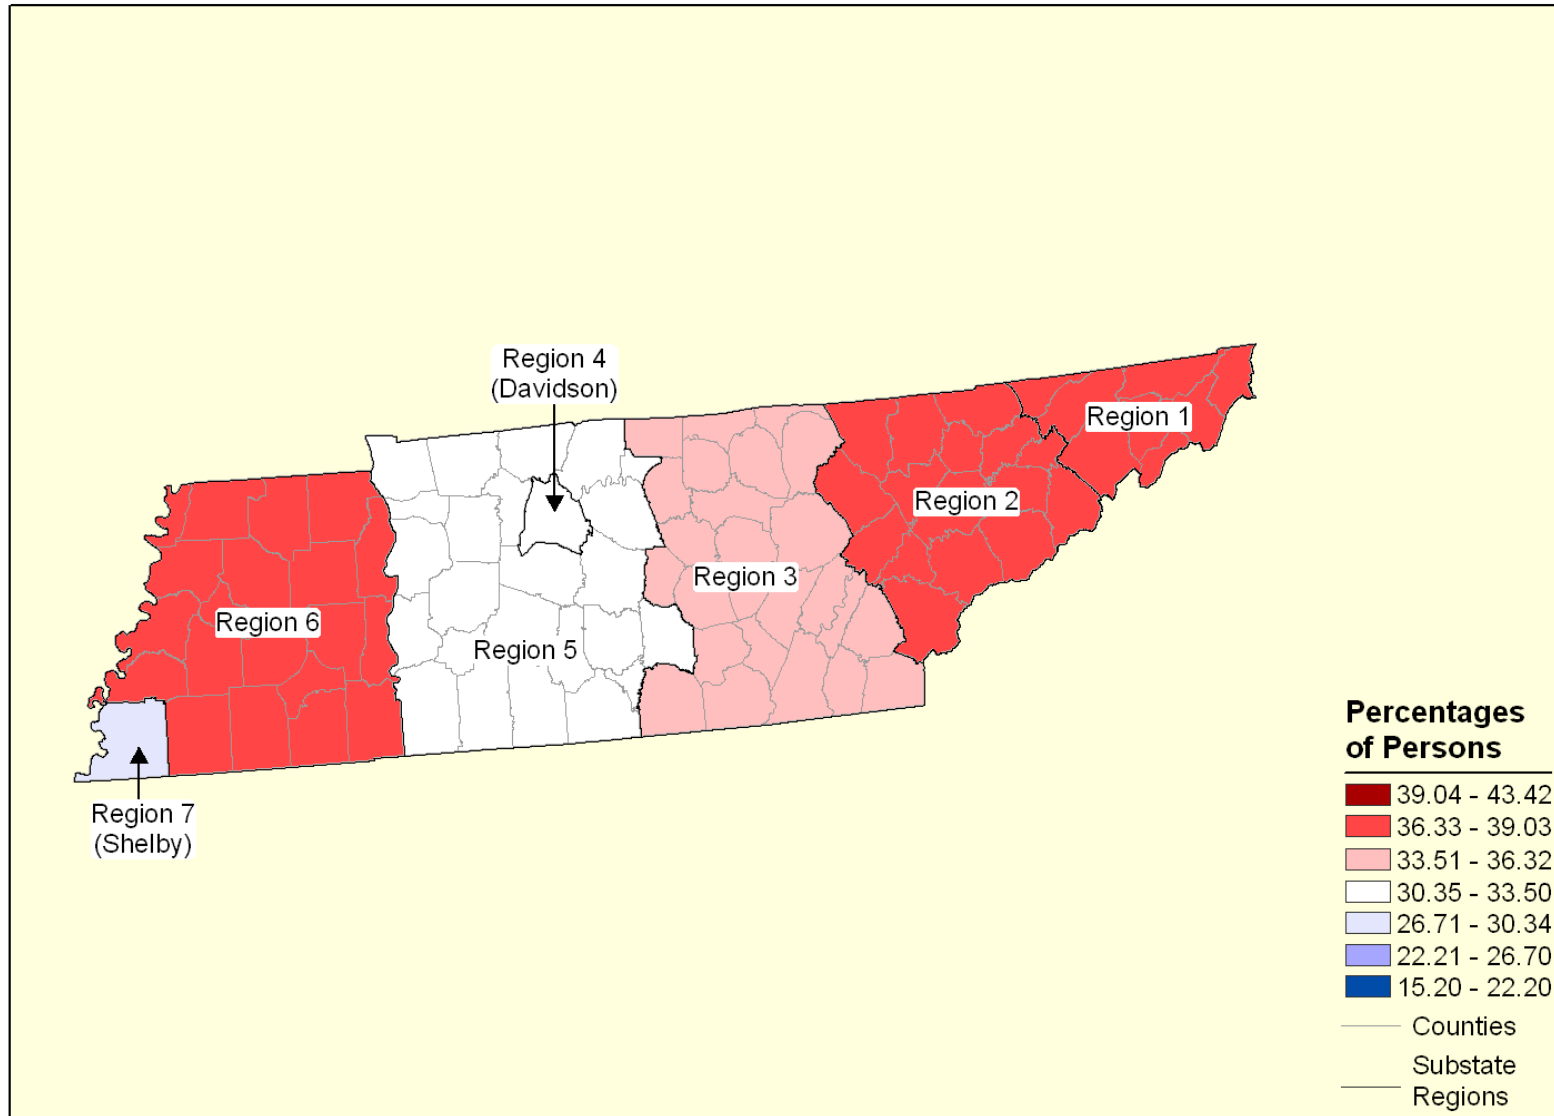 Region 4
(Davidson)
Region 1
Region 2
Region 3
Region 6
Region 5
Region 7
(Shelby)
Percentages
of Persons
39.04 - 43.42
36.33 - 39.03
33.51 - 36.32
30.35 - 33.50
26.71 - 30.34
22.21 - 26.70
15.20 - 22.20
Counties
Substate
Regions